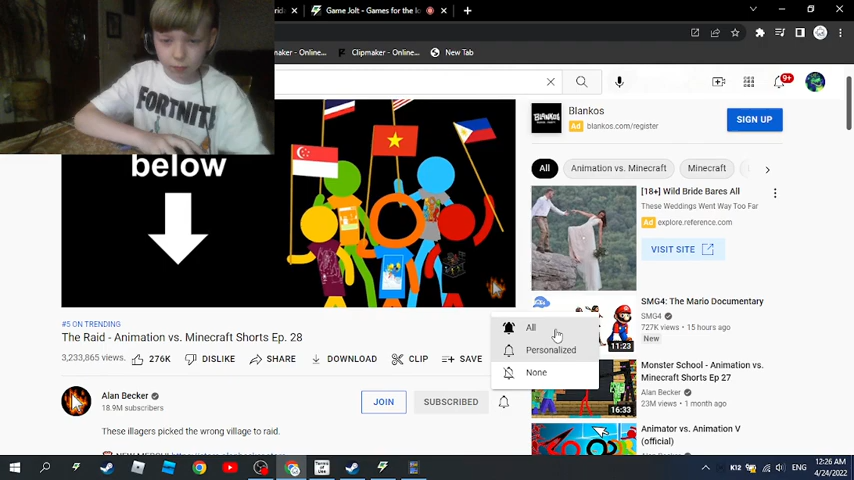 Game Jolt - Games for the lo
maker - Online...
Clipmaker - Online...
New Tab
FORTNITE
below
9+
Blankos
Ad blankos.com/register
SIGN UP
All
Animation vs. Minecraft
Minecraft
[18+] Wild Bride Bares All
These Weddings Went Way Too Far
Ad explore.reference.com
VISIT SITE
#5 ON TRENDING
The Raid - Animation vs. Minecraft Shorts Ep. 28
3,233,865 views
276K
DISLIKE
SHARE
DOWNLOAD
CLIP
SAVE
All
Personalized
None
SMG4: The Mario Documentary
SMG4
727K views • 15 hours ago
New
11:23
Monster School - Animation vs.
Minecraft Shorts Ep 27
Alan Becker
23M views • 1 month ago
16:33
Animator vs. Animation V
(official)
Alan Becker
18.9M subscribers
JOIN
SUBSCRIBED
These illagers picked the wrong village to raid.
Terms of Use
K12
ENG
12:26 AM
4/24/2022